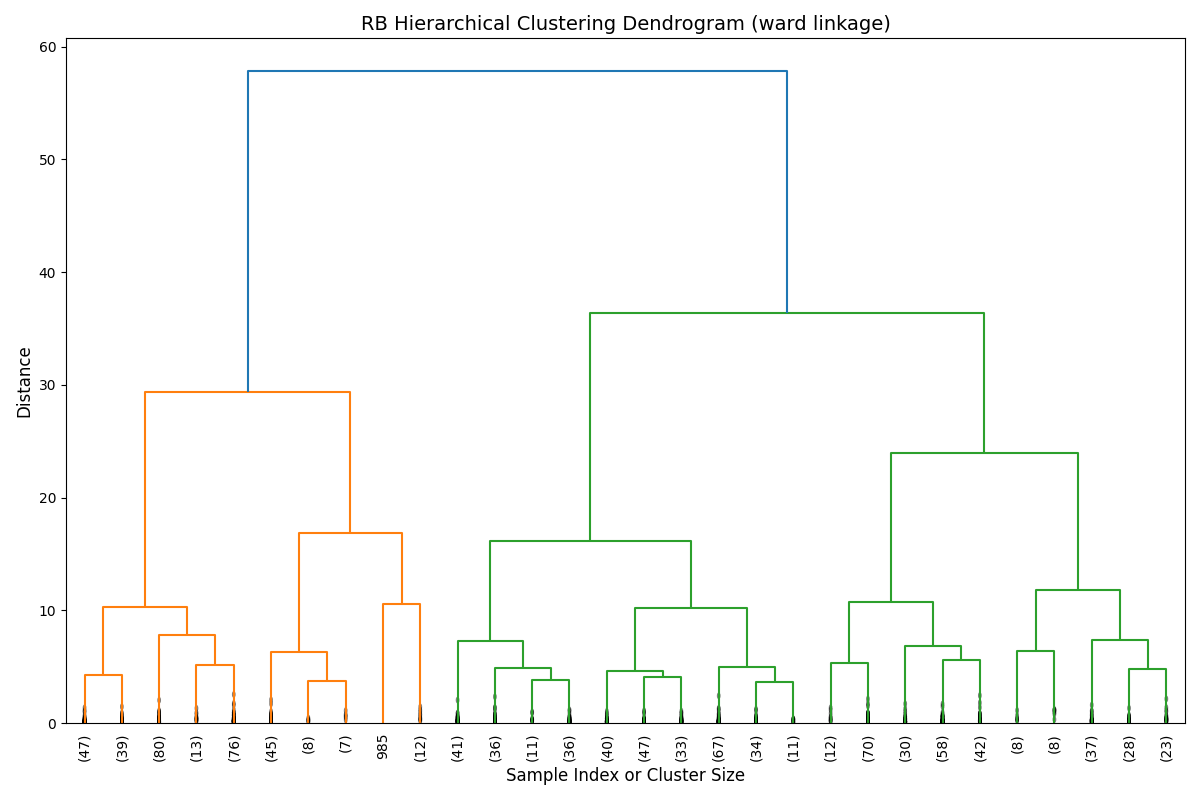 RB Hierarchical Clustering Dendrogram (ward linkage)
60
50
40
30
20
10
0
Distance
(47) (39) (80) (13) (76) (45) (8) (7) 985 (12) (41) (36) (11) (36) (40) (47) (33) (67) (34) (11) (12) (70) (30) (58) (42) (8) (8) (37) (28) (23)
Sample Index or Cluster Size